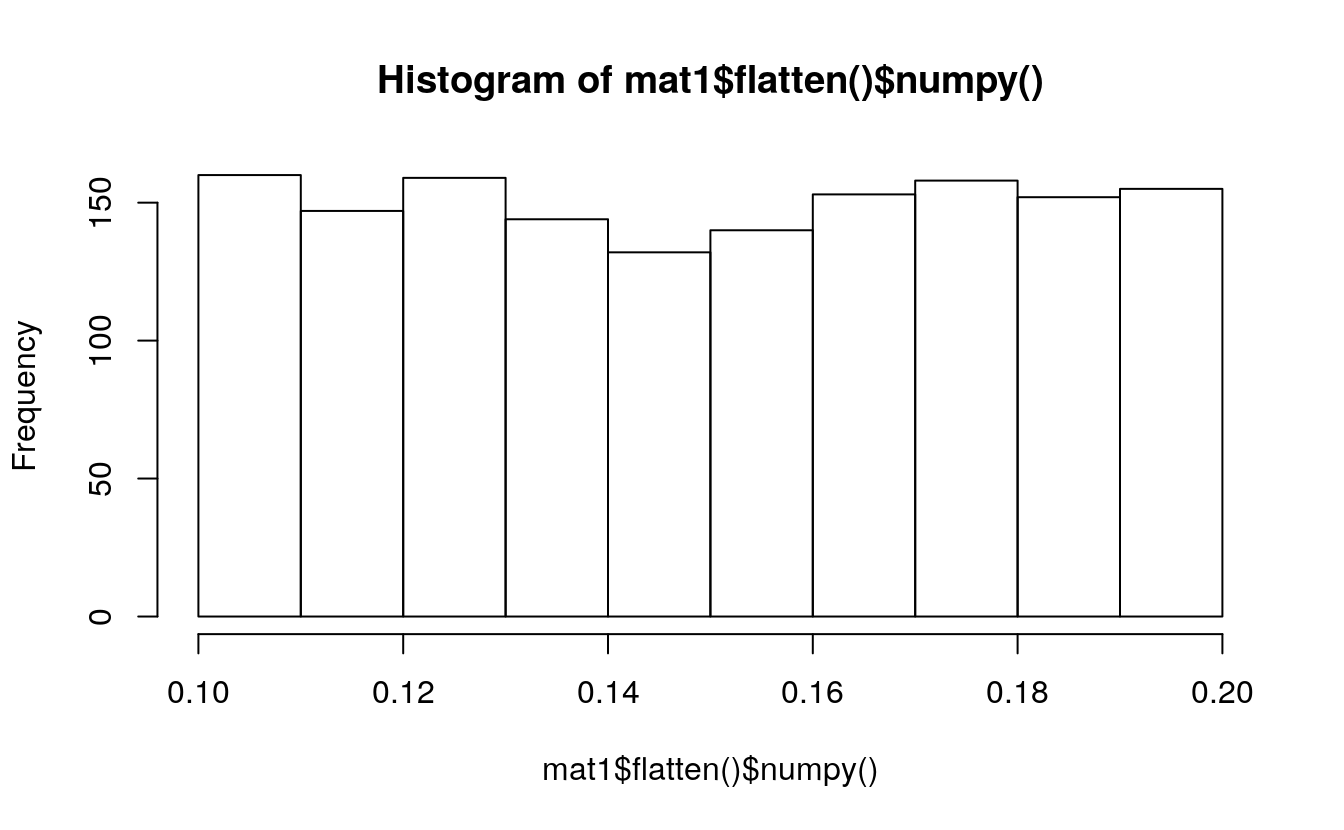 Histogram of mat1$flatten()$numpy()
Frequency
150
100
50
0
0.10 0.12 0.14 0.16 0.18 0.20
mat1$flatten()$numpy()